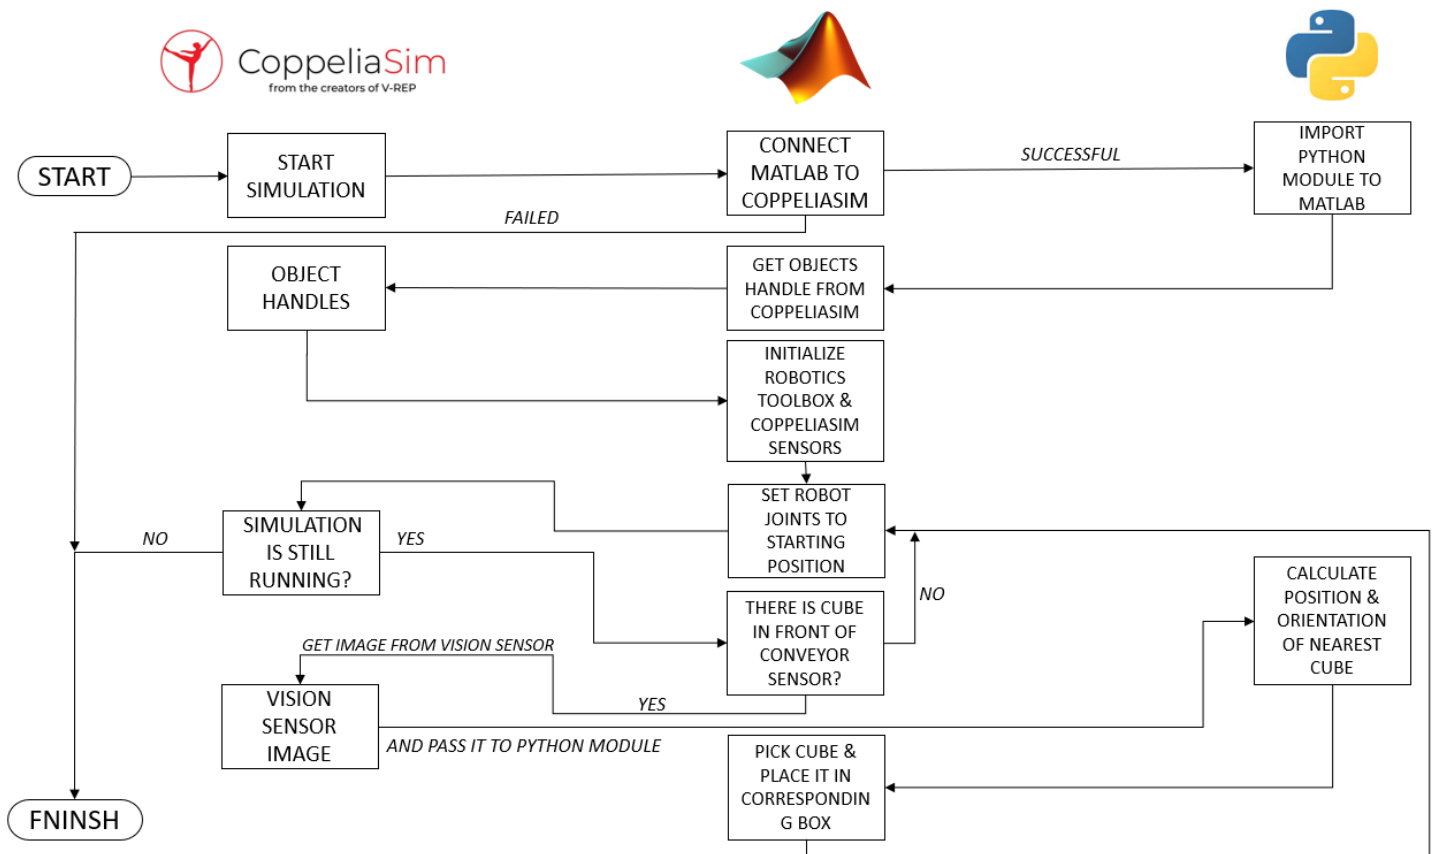 CoppeliaSim
from the creators of V-REP
START
START
SIMULATION
CONNECT
MATLAB TO
COPPELIASIM
SUCCESSFUL
IMPORT
PYTHON
MODULE TO
MATLAB
FAILED
OBJECT
HANDLES
GET OBJECTS
HANDLE FROM
COPPELIASIM
INITIALIZE
ROBOTICS
TOOLBOX &
COPPELIASIM
SENSORS
SET ROBOT
JOINTS TO
STARTING
POSITION
NO
SIMULATION
IS STILL
RUNNING?
YES
THERE IS CUBE
IN FRONT OF
CONVEYOR
SENSOR?
NO
CALCULATE
POSITION &
ORIENTATION
OF NEAREST
CUBE
GET IMAGE FROM VISION SENSOR
YES
VISION
SENSOR
IMAGE
AND PASS IT TO PYTHON MODULE
PICK CUBE &
PLACE IT IN
CORRESPONDIN
G BOX
FNINSH